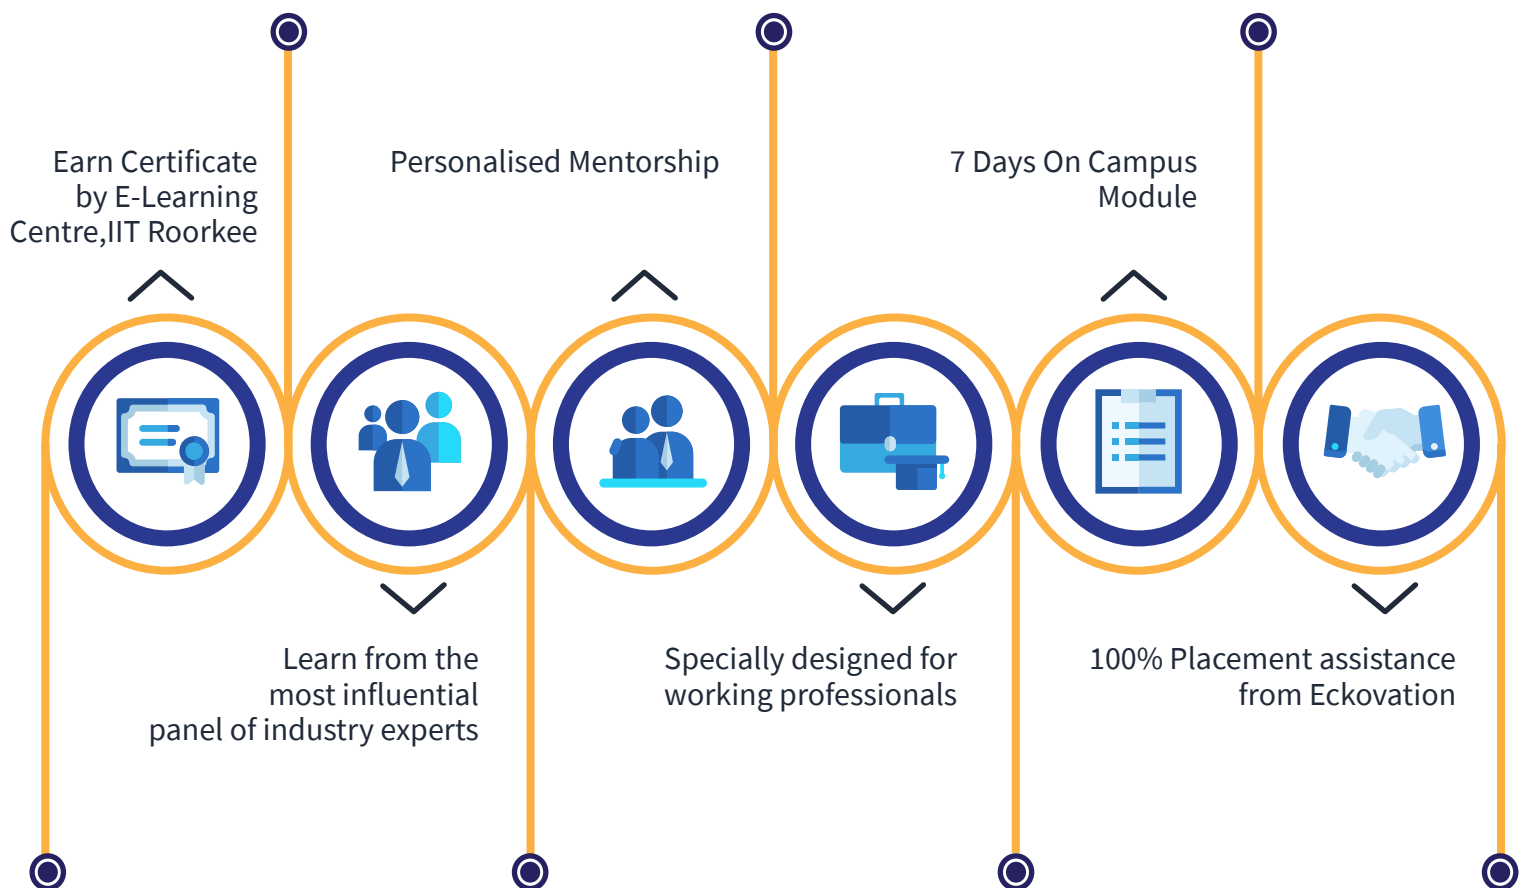 Earn Certificate
by E-Learning
Centre,IIT Roorkee
Personalised Mentorship
7 Days On Campus
Module
Learn from the
most influential
panel of industry experts
Specially designed for
working professionals
100% Placement assistance
from Eckovation